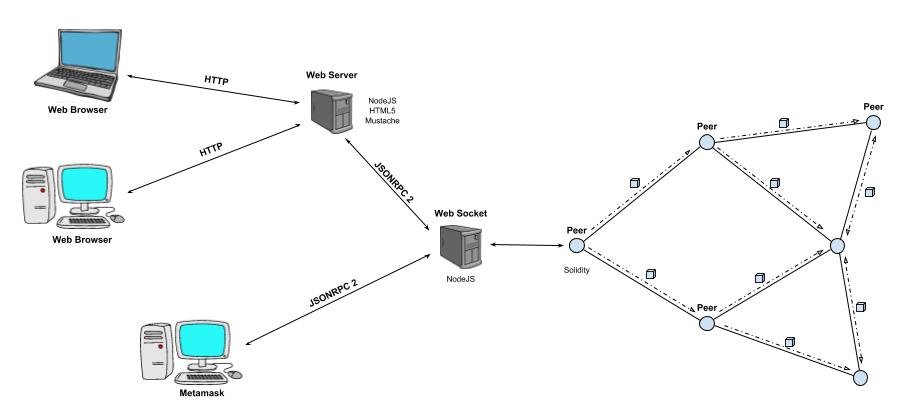 Web Browser
HTTP
Web Server
NodeJS
HTML5
Mustache
HTTP
Web Browser
JSONRPC 2
Web Socket
NodeJS
JSONRPC 2
Metamask
Peer
Solidity
Peer
Peer
Peer